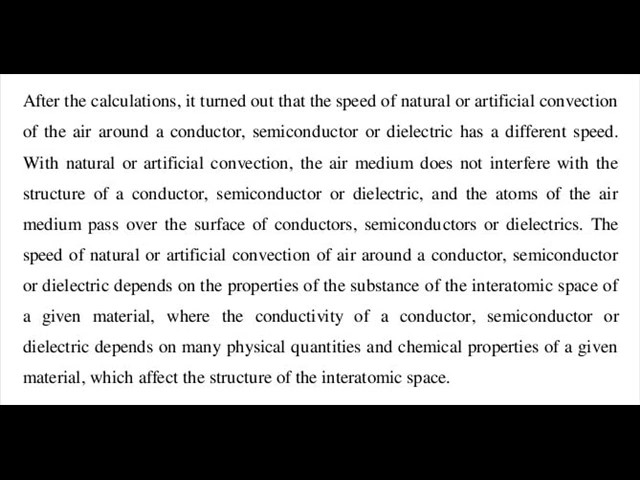 After the calculations, it turned out that the speed of natural or artificial convection
of the air around a conductor, semiconductor or dielectric has a different speed.
With natural or artificial convection, the air medium does not interfere with the
structure of a conductor, semiconductor or dielectric, and the atoms of the air
medium pass over the surface of conductors, semiconductors or dielectrics. The
speed of natural or artificial convection of air around a conductor, semiconductor
or dielectric depends on the properties of the substance of the interatomic space of
a given material, where the conductivity of a conductor, semiconductor or
dielectric depends on many physical quantities and chemical properties of a given
material, which affect the structure of the interatomic space.